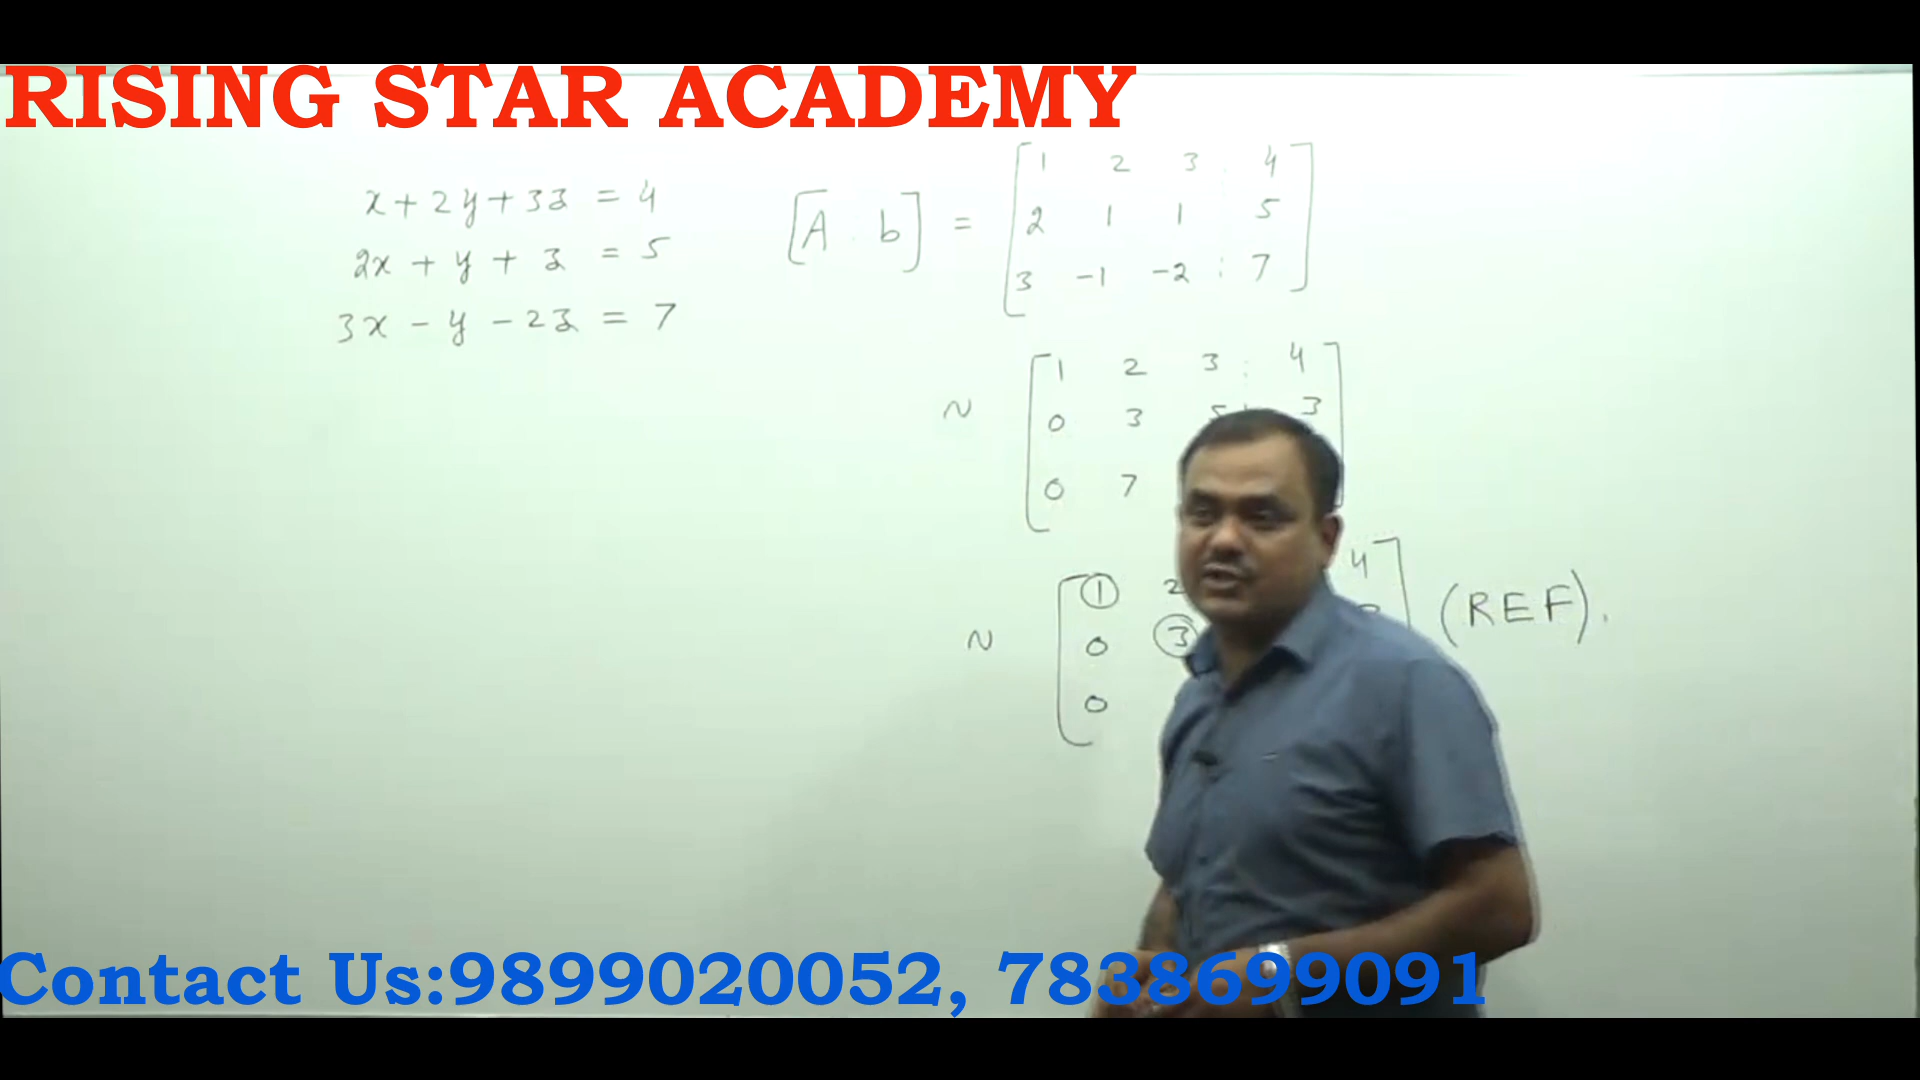 RISING STAR ACADEMY
x + 2y + 3z = 4
2x + y + z = 5
3x - y - 2z = 7
[A : b] = [1 2 3 : 4
2 1 1 5
3 -1 -2 : 7]
~ [1 2 3 : 4
0 3 5 : 3
0 7
~ [1 2 4] (REF).
0 3
0
Contact Us:9899020052, 7838699091